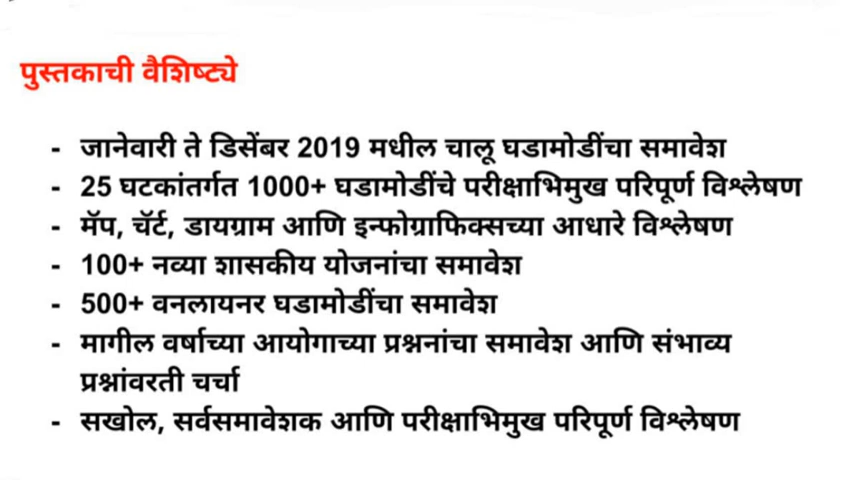 पुस्तकाची वैशिष्ट्ये
- जानेवारी ते डिसेंबर 2019 मधील चालू घडामोडींचा समावेश
- 25 घटकांतर्गत 1000+ घडामोडींचे परीक्षाभिमुख परिपूर्ण विश्लेषण
- मॅप, चॅर्ट, डायग्राम आणि इन्फोग्राफिक्सच्या आधारे विश्लेषण
- 100+ नव्या शासकीय योजनांचा समावेश
- 500+ वनलायनर घडामोडींचा समावेश
- मागील वर्षाच्या आयोगाच्या प्रश्नांचा समावेश आणि संभाव्य
प्रश्नांवरती चर्चा
- सखोल, सर्वसमावेशक आणि परीक्षाभिमुख परिपूर्ण विश्लेषण